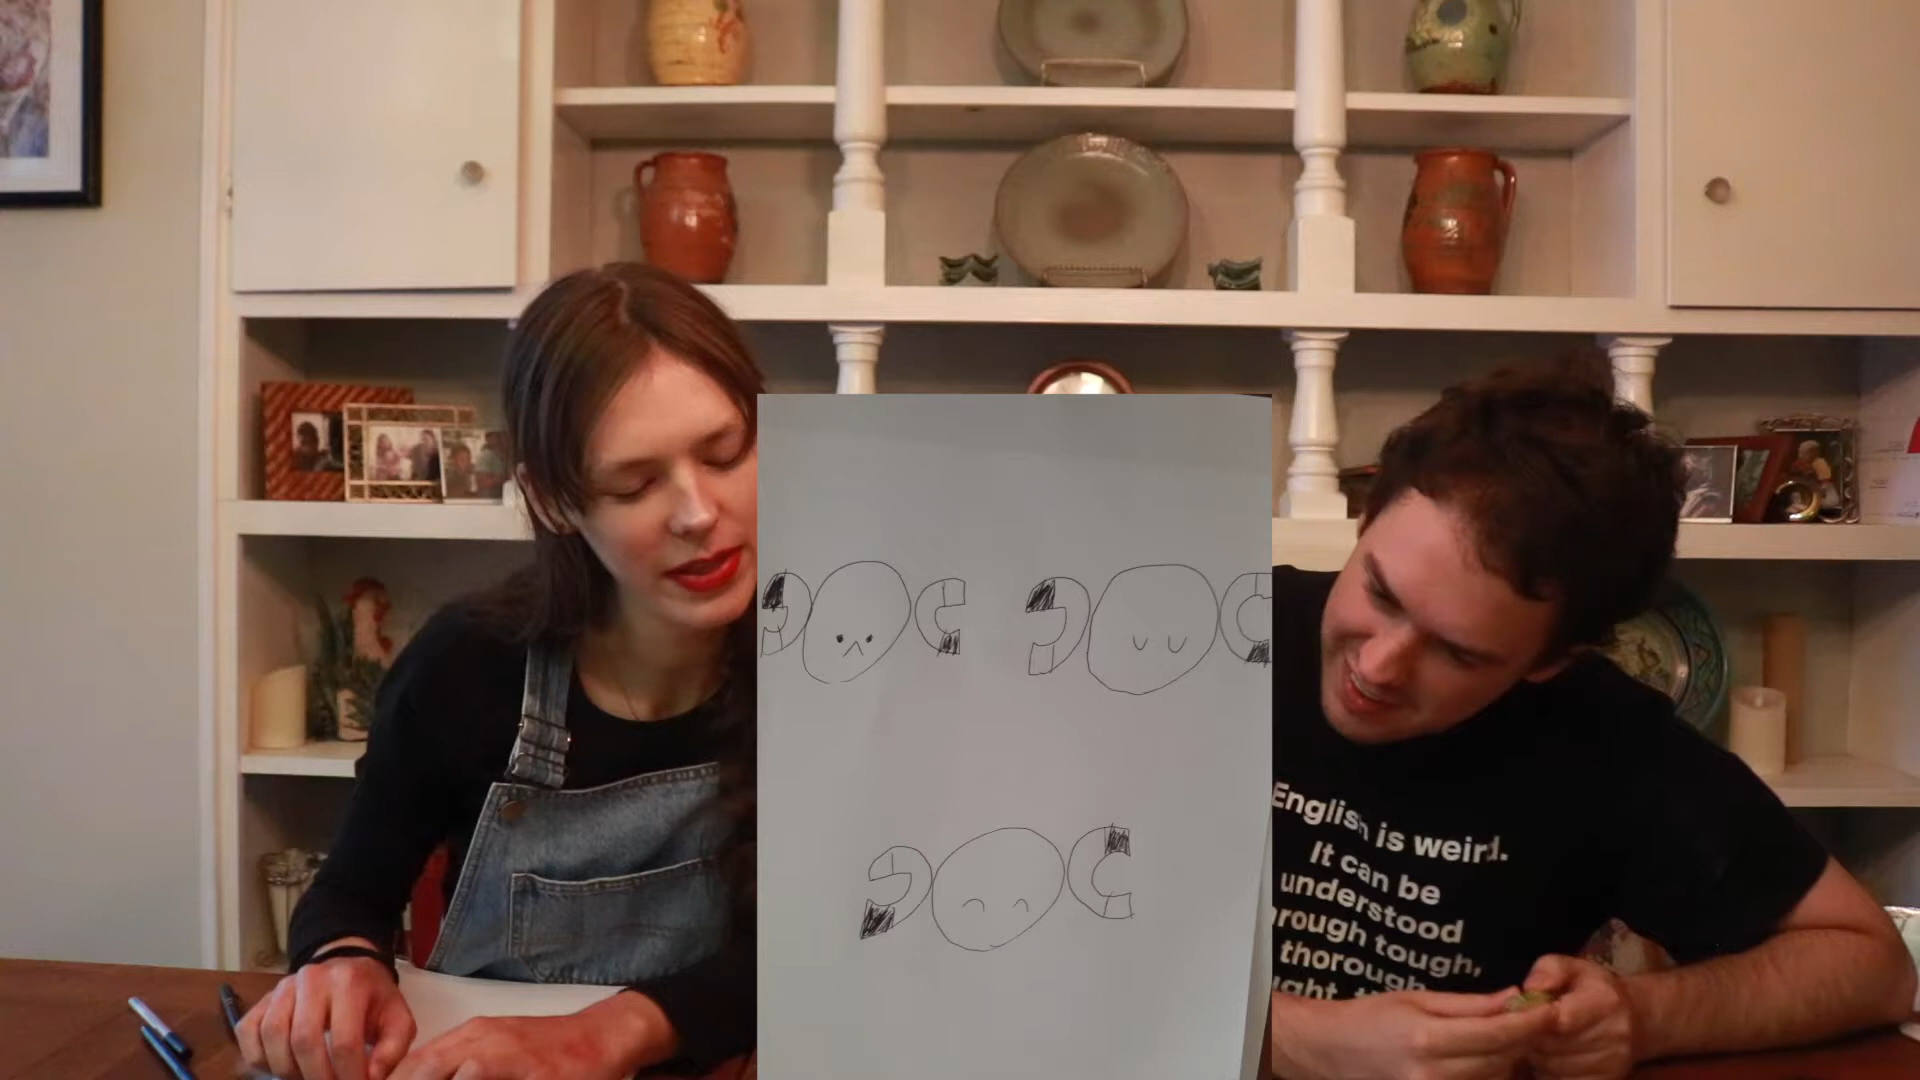 English is weird.
It can be
understood
rough tough,
thorough